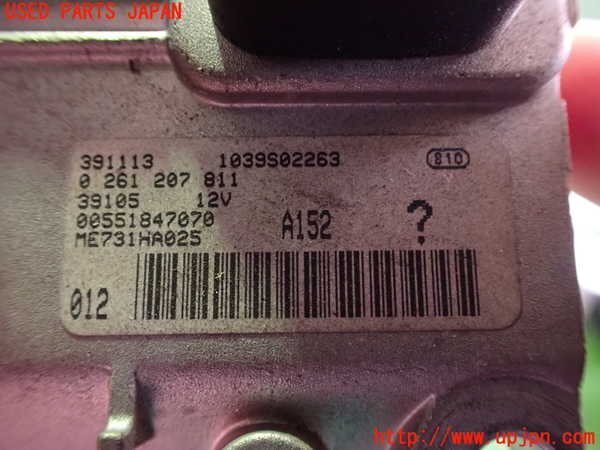 USED PARTS JAPAN
391113 1039S02263 810
0 261 207 811
39105 12V
00551847070 A152 ?
ME731HA025
012
http://www.upjpn.com/